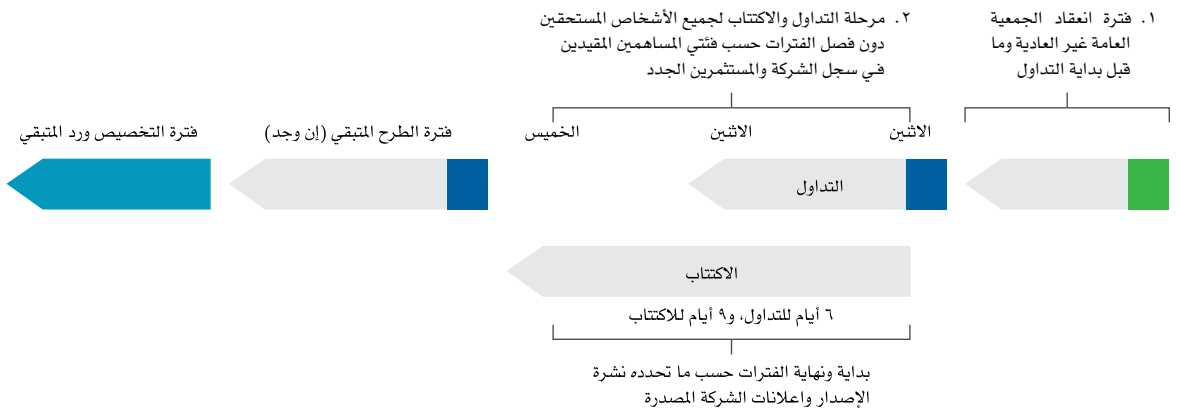 ١. فترة انعقاد الجمعية
العامة غير العادية وما
قبل بداية التداول
٢. مرحلة التداول والاكتتاب لجميع الأشخاص المستحقين
دون فصل الفترات حسب فئتي المساهمين المقيدين
في سجل الشركة والمستثمرين الجدد
الاثنين
الاثنين
الخميس
فترة الطرح المتبقي (إن وجد)
فترة التخصيص ورد المتبقي
التداول
الاكتتاب
٦ أيام للتداول، و٩ أيام للاكتتاب
بداية ونهاية الفترات حسب ما تحدده نشرة
الإصدار واعلانات الشركة المصدرة